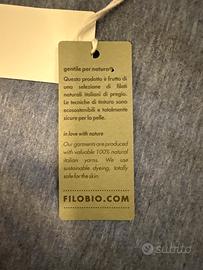 gentile per natura
Questo prodotto è frutto di
una selezione di filati
naturali italiani di pregio.
Le tecniche di tintura sono
ecosostenibili e totalmente
sicure per la pelle.
in love with nature
Our garments are produced
with valuable 100% natural
italian yarns. We use
sustainable dyeing, totally
safe for the skin.
FILOBIO.COM
subito